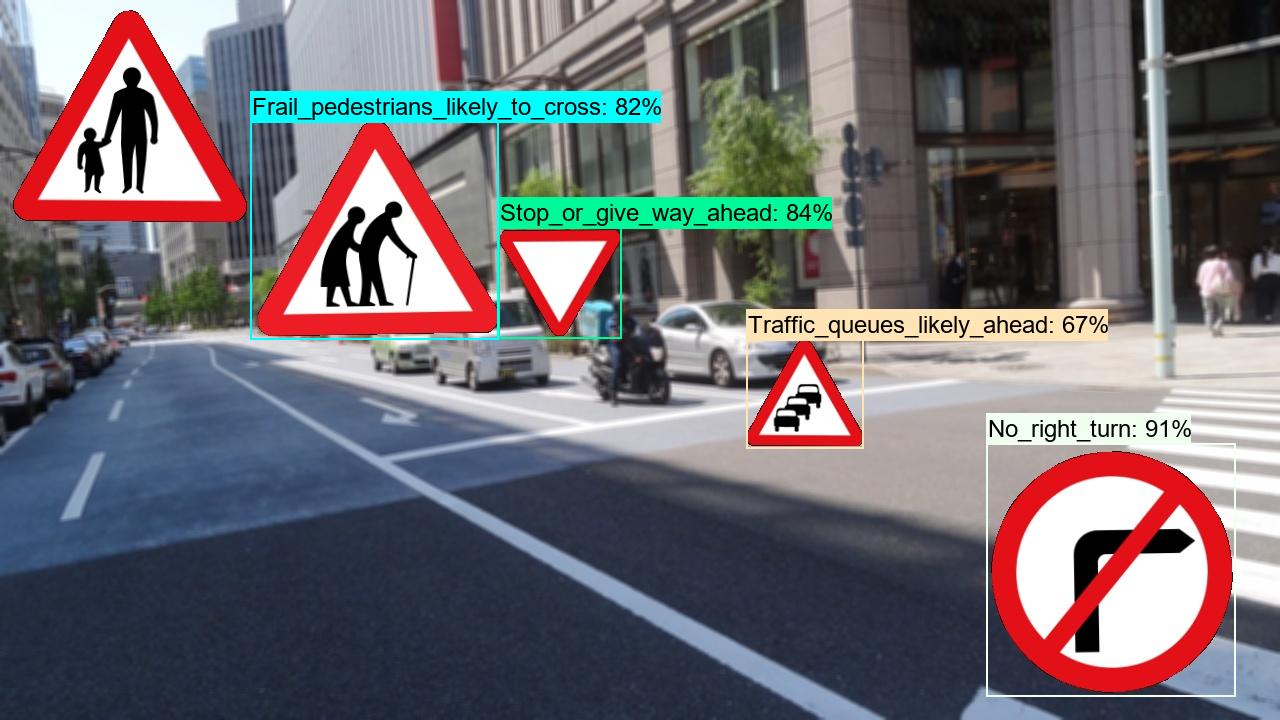 Frail_pedestrians_likely_to_cross: 82%
Stop_or_give_way_ahead: 84%
Traffic_queues_likely_ahead: 67%
No_right_turn: 91%